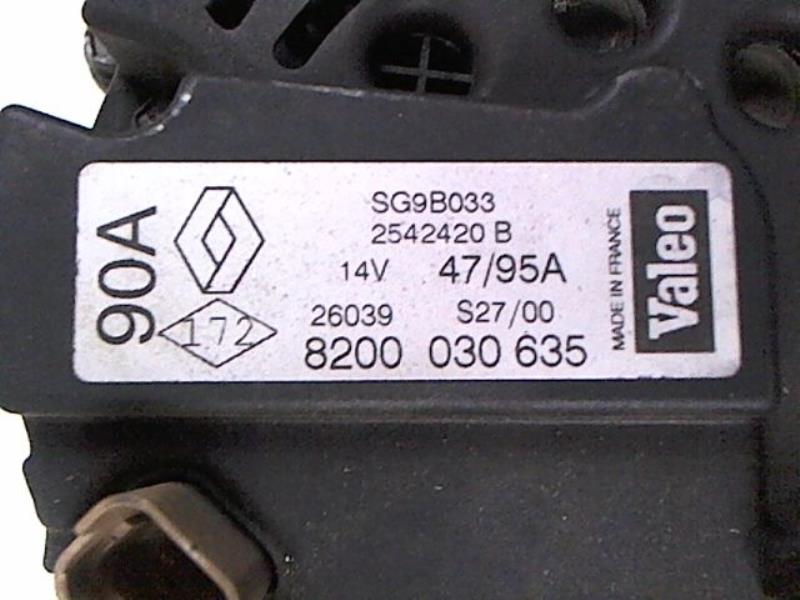 90A
172
SG9B033
2542420 B
14V 47/95A
26039 S27/00
8200 030 635
MADE IN FRANCE
Valeo